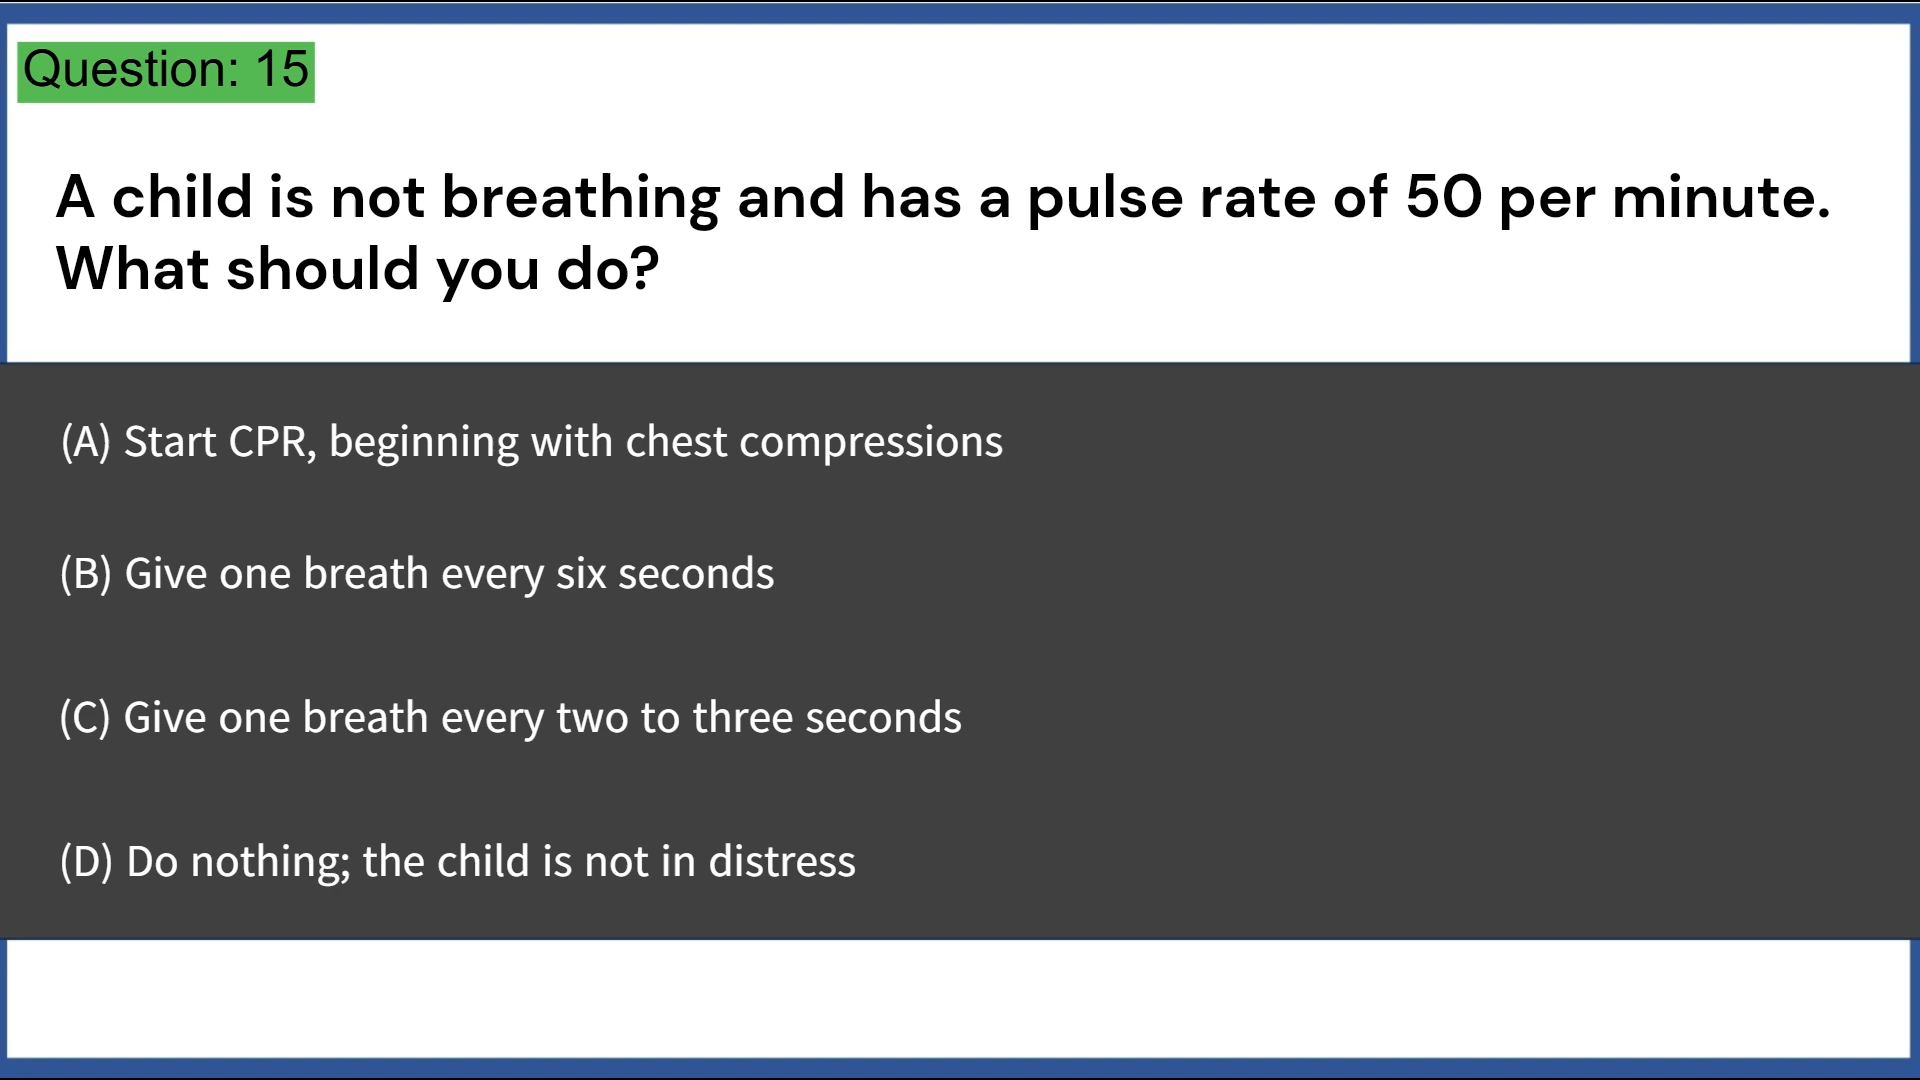 Question: 15
A child is not breathing and has a pulse rate of 50 per minute.
What should you do?
(A) Start CPR, beginning with chest compressions
(B) Give one breath every six seconds
(C) Give one breath every two to three seconds
(D) Do nothing; the child is not in distress